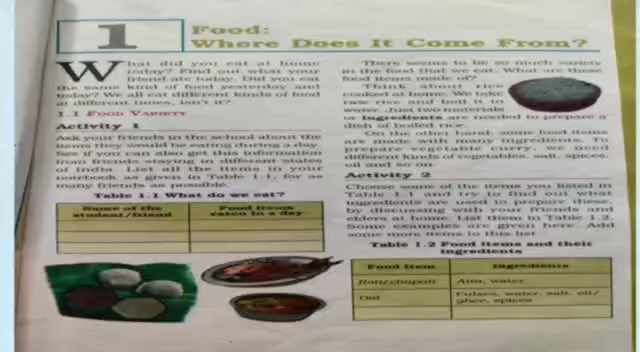 1
Food:
Where Does It Come From?
What did you eat at home
today? Find out what your
friend ate today. Did you eat
the same kind of food yesterday and
today? We all eat different kinds of food
at different times, isn't it?
1.1 FOOD VARIETY
Activity 1
Ask your friends in the school about the
items they would be eating during a day.
See if you can also get this information
from friends staying in different states
of India. List all the items in your
notebook as given in Table 1.1, for as
many friends as possible.
Table 1.1 What do we eat?
Name of the
student/friend
Food items
eaten in a day
There seems to be so much variety
in the food that we eat. What are these
food items made of?
Think about rice
cooked at home. We take
raw rice and boil it in
water. Just two materials
or ingredients are needed to prepare a
dish of boiled rice.
On the other hand, some food items
are made with many ingredients. To
prepare vegetable curry, we need
different kinds of vegetables, salt, spices,
oil and so on.
Activity 2
Choose some of the items you listed in
Table 1.1 and try to find out what
ingredients are used to prepare these,
by discussing with your friends and
elders at home. List them in Table 1.2.
Some examples are given here. Add
some more items to this list.
Table 1.2 Food items and their
ingredients
Food Item
Ingredients
Roti/chapati
Atta, water
Dal
Pulses, water, salt, oil/
ghee, spices